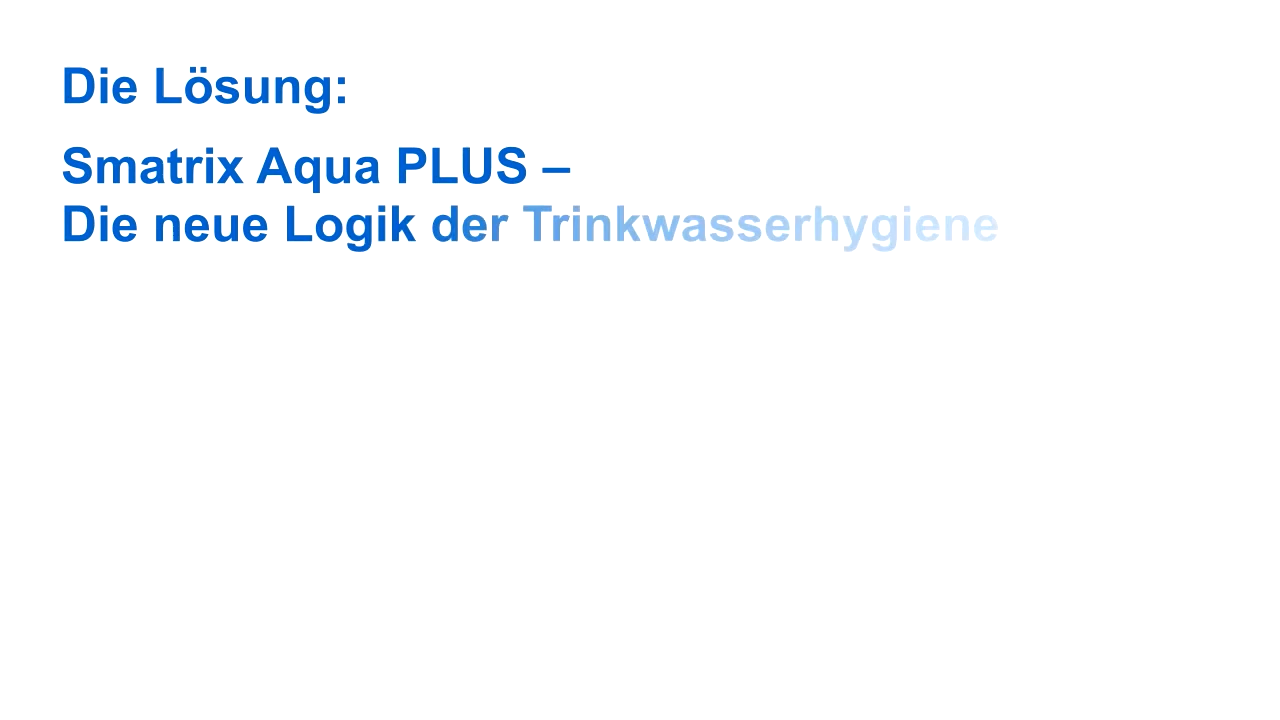 Die Lösung:
Smatrix Aqua PLUS –
Die neue Logik der Trinkwasserhygiene